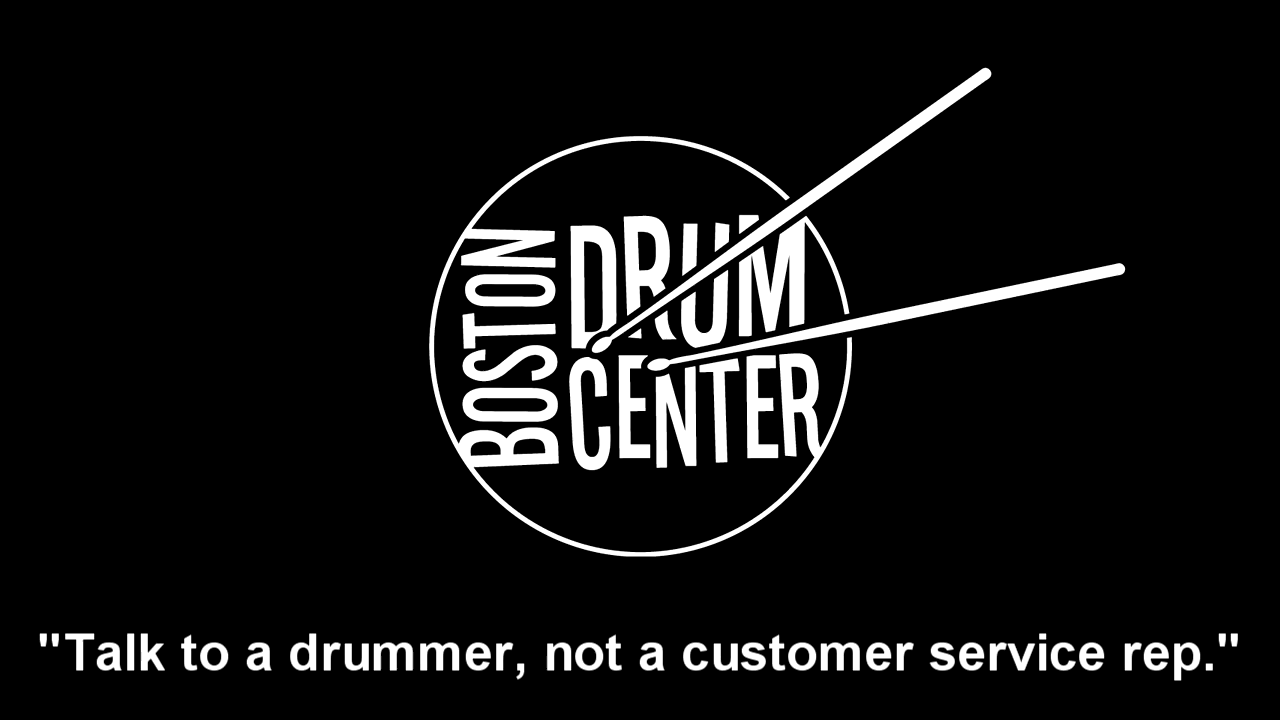 BOSTON
DRUM
CENTER
"Talk to a drummer, not a customer service rep."